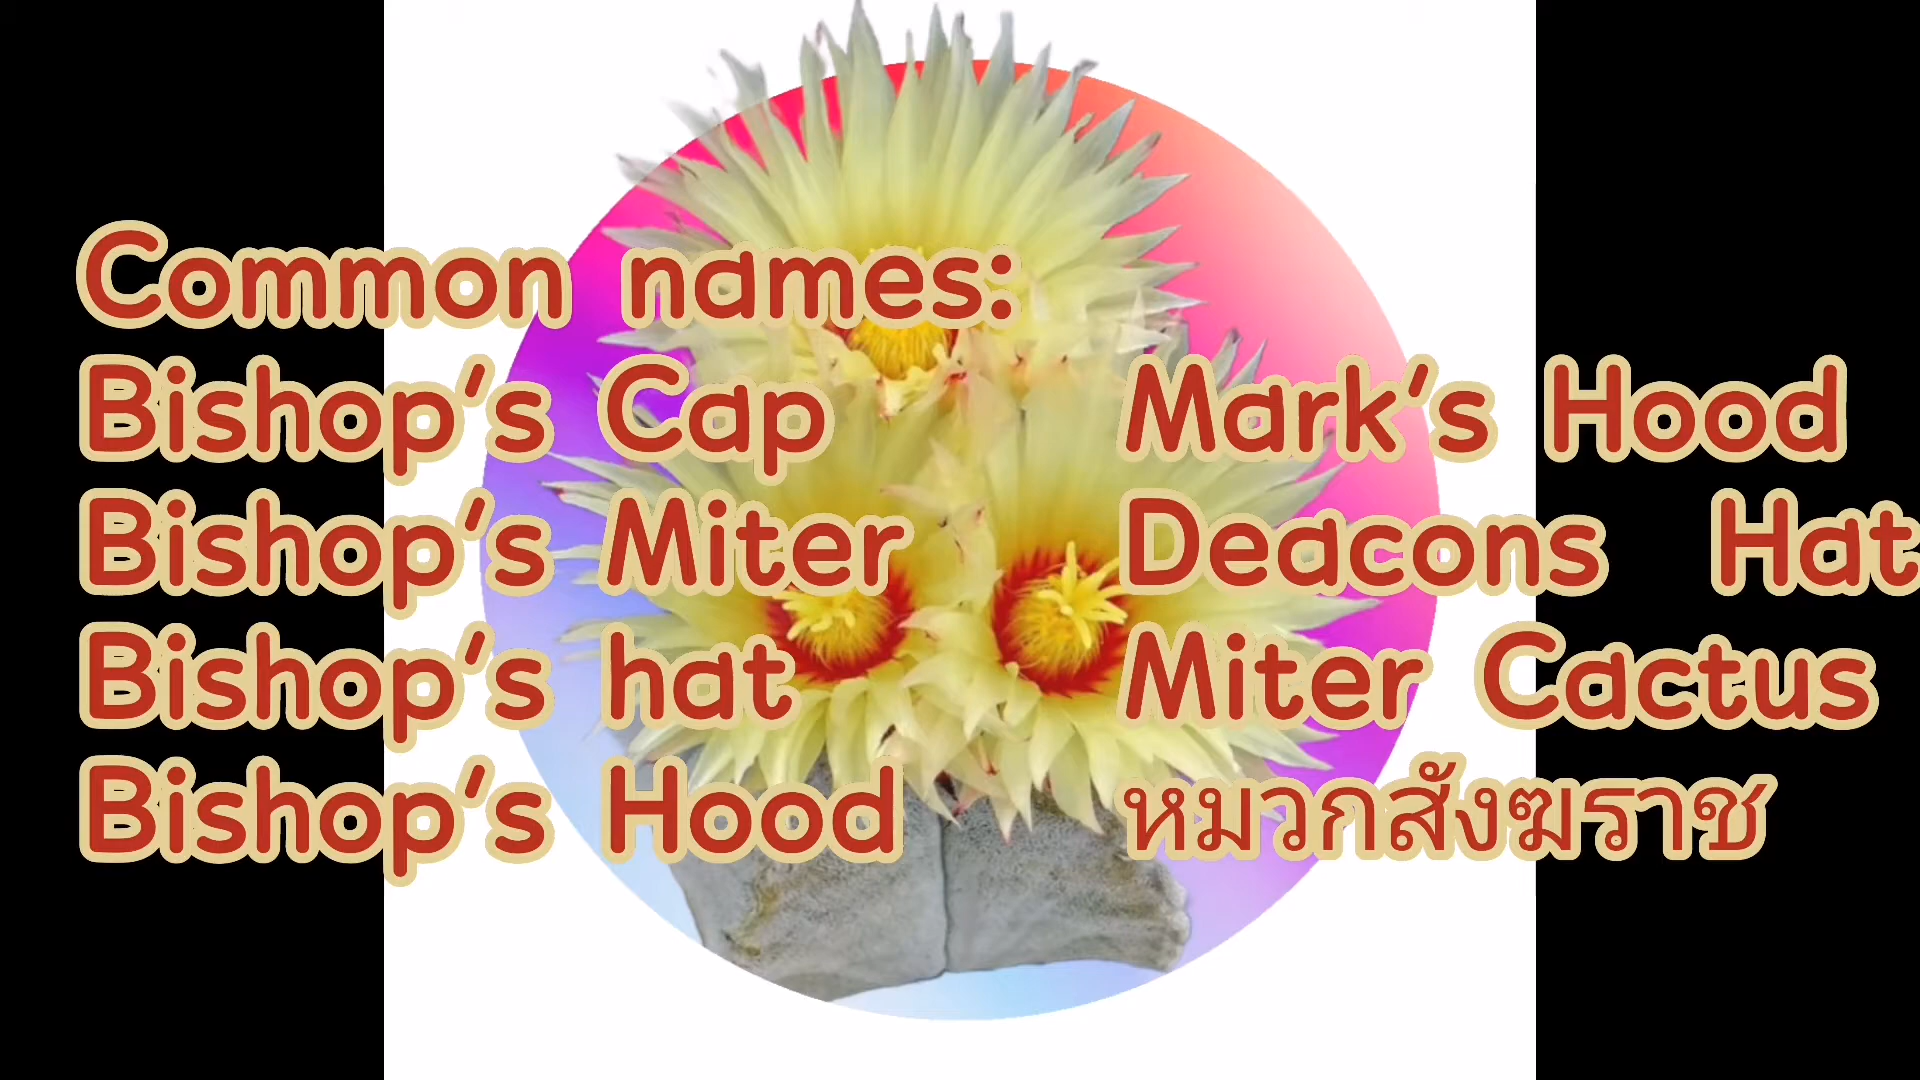 Common names:
Bishop's Cap
Bishop's Miter
Bishop's hat
Bishop's Hood
Mark's Hood
Deacons Hat
Miter Cactus
หมวกสังฆราช